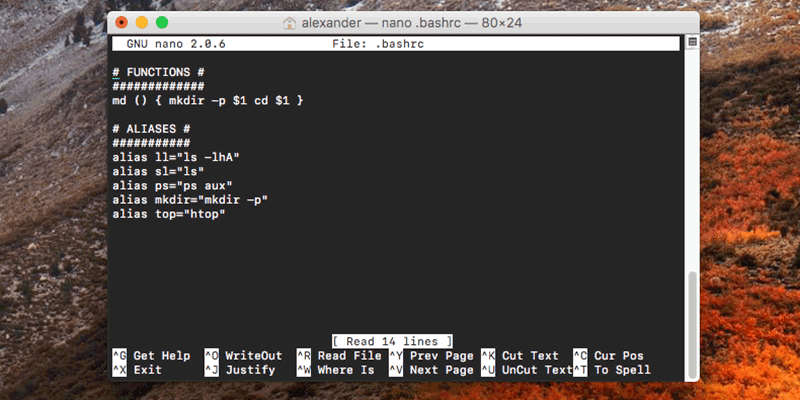 alexander — nano .bashrc — 80×24
GNU nano 2.0.6 File: .bashrc
# FUNCTIONS #
#############
md () { mkdir -p $1 cd $1 }
# ALIASES #
###########
alias ll="ls -lhA"
alias sl="ls"
alias ps="ps aux"
alias mkdir="mkdir -p"
alias top="htop"
[ Read 14 lines ]
^G Get Help ^O WriteOut ^R Read File ^Y Prev Page ^K Cut Text ^C Cur Pos
^X Exit ^J Justify ^W Where Is ^V Next Page ^U UnCut Text ^T To Spell